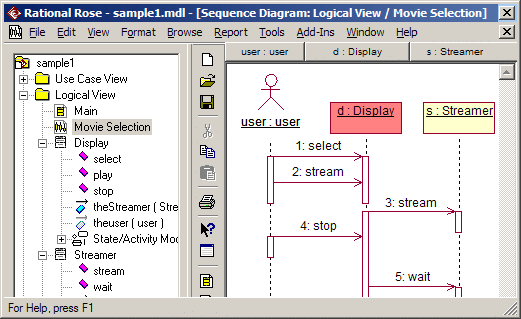 Rational Rose - sample1.mdl - [Sequence Diagram: Logical View / Movie Selection]
File Edit View Format Browse Report Tools Add-Ins Window Help
sample1
Use Case View
Logical View
Main
Movie Selection
Display
select
play
stop
theStreamer ( Stre
theuser ( user )
State/Activity Moc
Streamer
stream
wait
user : user d : Display s : Streamer
user : user
d : Display
s : Streamer
1: select
2: stream
3: stream
4: stop
5: wait
For Help, press F1